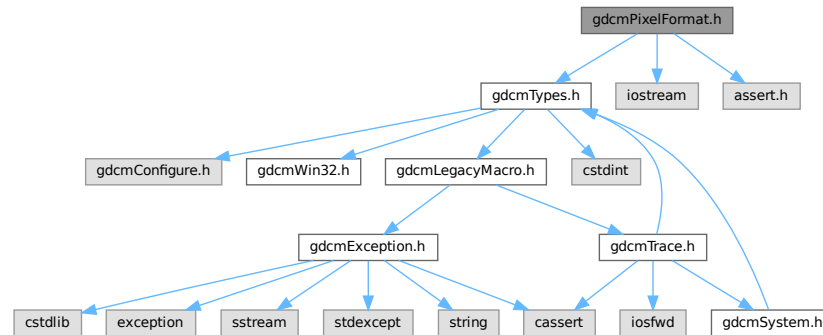 gdcmPixelFormat.h
gdcmTypes.h
iostream
assert.h
gdcmConfigure.h
gdcmWin32.h
gdcmLegacyMacro.h
cstdint
gdcmException.h
gdcmTrace.h
cstdlib
exception
sstream
stdexcept
string
cassert
iosfwd
gdcmSystem.h